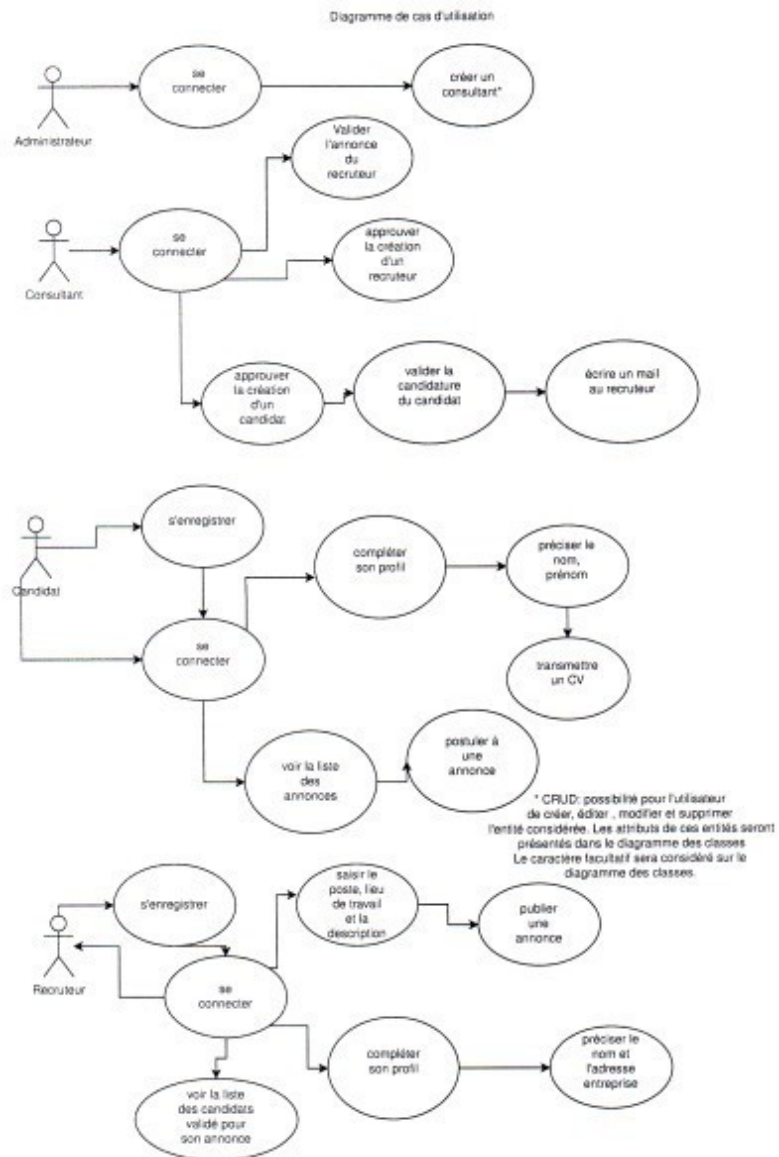 Diagramme de cas d'utilisation
se
connecter
créer un
consultant*
Administrateur
Valider
l'annonce
du
recruteur
se
connecter
approuver
la création
d'un
recruteur
Consultant
approuver
la création
d'un
candidat
valider la
candidature
du candidat
écrire un mail
au recruteur
s'enregistrer
compléter
son profil
préciser le
nom,
prénom
Candidat
se
connecter
transmettre
un CV
voir la liste
des
annonces
postuler à
une
annonce
* CRUD: possibilité pour l'utilisateur
de créer, éditer , modifier et supprimer
l'entité considérée. Les attributs de ces entités seront
présentés dans le diagramme des classes
Le caractère facultatif sera considéré sur le
diagramme des classes.
s'enregistrer
saisir le
poste, lieu
de travail
et la
description
publier
une
annonce
Recruteur
se
connecter
compléter
son profil
préciser le
nom et
l'adresse
entreprise
voir la liste
des candidats
validé pour
son annonce